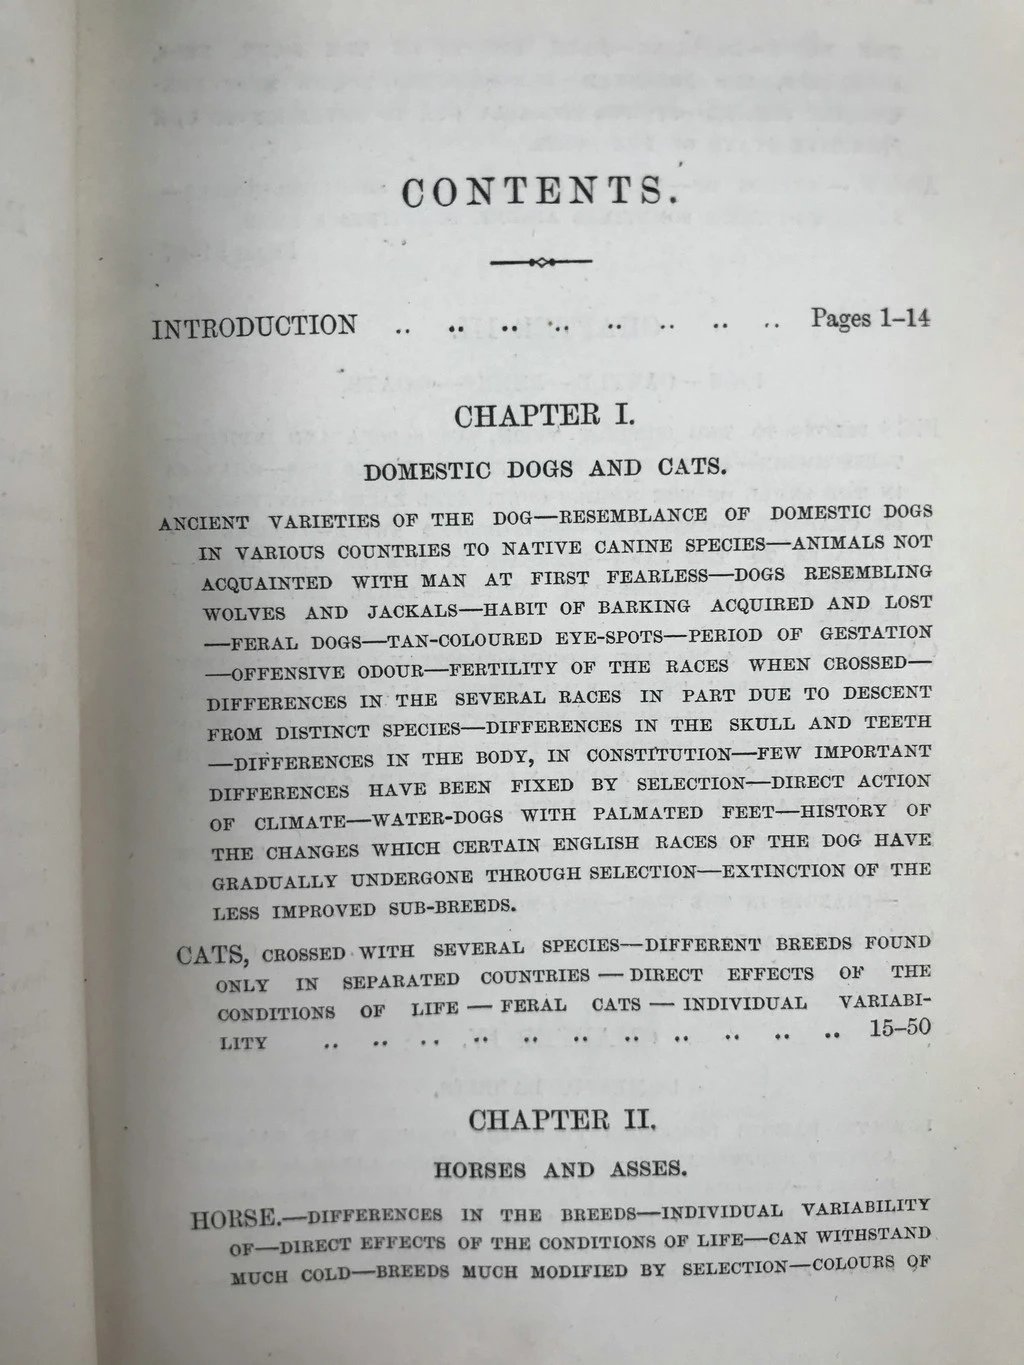 CONTENTS.
INTRODUCTION .. .. .. .. .. .. .. .. Pages 1–14
CHAPTER I.
DOMESTIC DOGS AND CATS.
ANCIENT VARIETIES OF THE DOG—RESEMBLANCE OF DOMESTIC DOGS
IN VARIOUS COUNTRIES TO NATIVE CANINE SPECIES—ANIMALS NOT
ACQUAINTED WITH MAN AT FIRST FEARLESS—DOGS RESEMBLING
WOLVES AND JACKALS—HABIT OF BARKING ACQUIRED AND LOST
—FERAL DOGS—TAN-COLOURED EYE-SPOTS—PERIOD OF GESTATION
—OFFENSIVE ODOUR—FERTILITY OF THE RACES WHEN CROSSED—
DIFFERENCES IN THE SEVERAL RACES IN PART DUE TO DESCENT
FROM DISTINCT SPECIES—DIFFERENCES IN THE SKULL AND TEETH
—DIFFERENCES IN THE BODY, IN CONSTITUTION—FEW IMPORTANT
DIFFERENCES HAVE BEEN FIXED BY SELECTION—DIRECT ACTION
OF CLIMATE—WATER-DOGS WITH PALMATED FEET—HISTORY OF
THE CHANGES WHICH CERTAIN ENGLISH RACES OF THE DOG HAVE
GRADUALLY UNDERGONE THROUGH SELECTION—EXTINCTION OF THE
LESS IMPROVED SUB-BREEDS.
CATS, CROSSED WITH SEVERAL SPECIES—DIFFERENT BREEDS FOUND
ONLY IN SEPARATED COUNTRIES — DIRECT EFFECTS OF THE
CONDITIONS OF LIFE — FERAL CATS — INDIVIDUAL VARIABI-
LITY .. .. .. .. .. .. .. .. .. .. .. 15–50
CHAPTER II.
HORSES AND ASSES.
HORSE.—DIFFERENCES IN THE BREEDS—INDIVIDUAL VARIABILITY
OF—DIRECT EFFECTS OF THE CONDITIONS OF LIFE—CAN WITHSTAND
MUCH COLD—BREEDS MUCH MODIFIED BY SELECTION—COLOURS OF